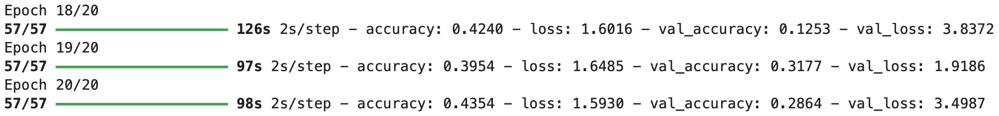 Epoch 18/20
57/57 ━━━━━━━━━━━━━━━━━━━━ 126s 2s/step - accuracy: 0.4240 - loss: 1.6016 - val_accuracy: 0.1253 - val_loss: 3.8372
Epoch 19/20
57/57 ━━━━━━━━━━━━━━━━━━━━ 97s 2s/step - accuracy: 0.3954 - loss: 1.6485 - val_accuracy: 0.3177 - val_loss: 1.9186
Epoch 20/20
57/57 ━━━━━━━━━━━━━━━━━━━━ 98s 2s/step - accuracy: 0.4354 - loss: 1.5930 - val_accuracy: 0.2864 - val_loss: 3.4987